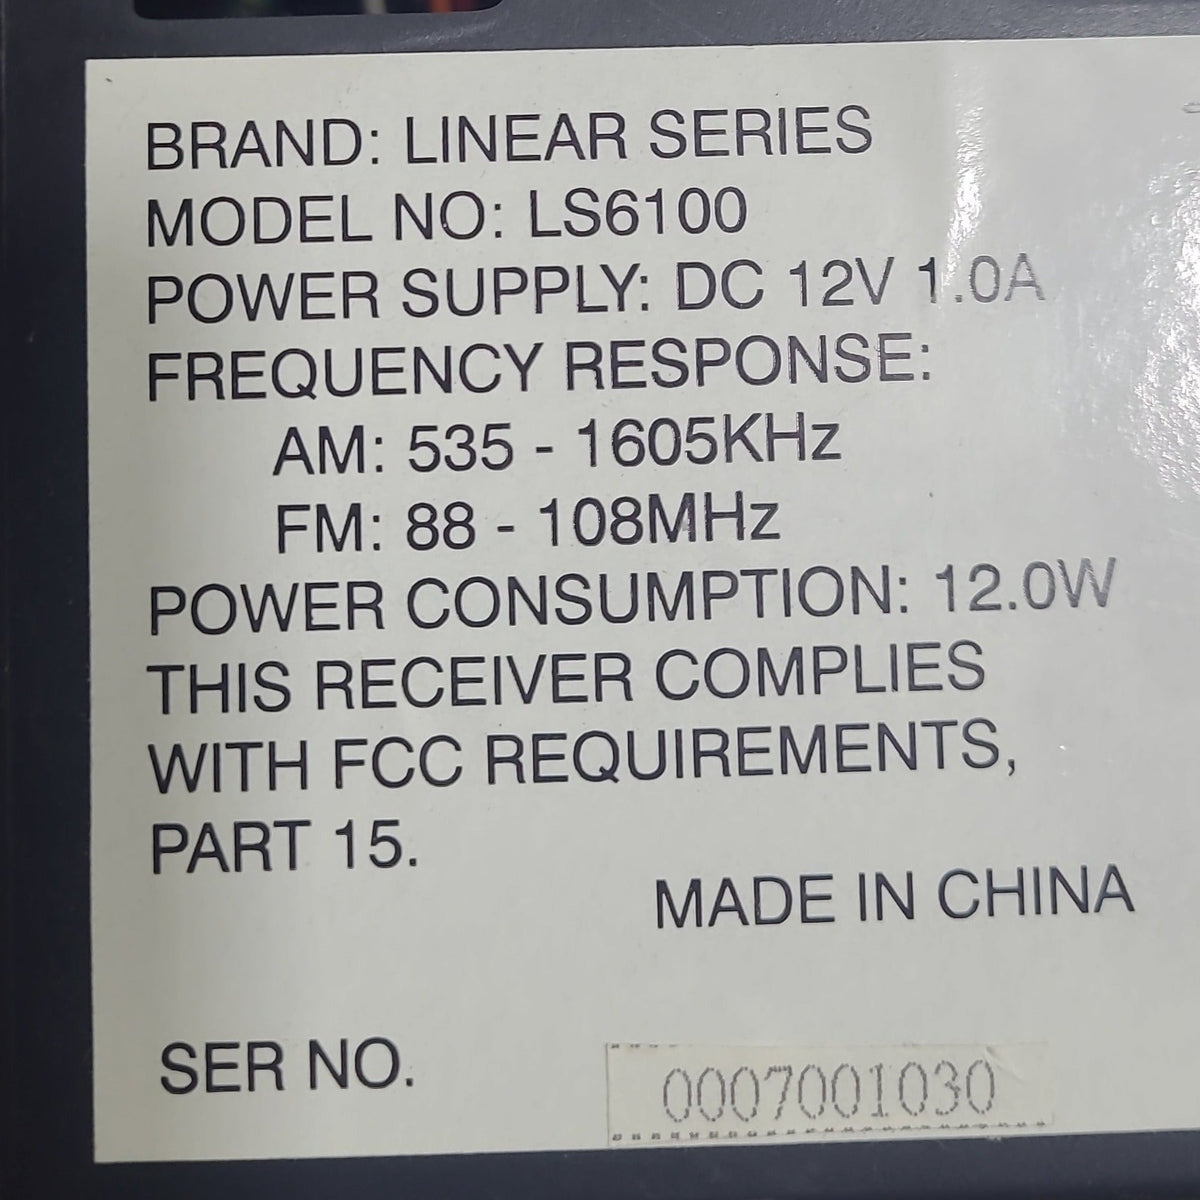 BRAND: LINEAR SERIES
MODEL NO: LS6100
POWER SUPPLY: DC 12V 1.0A
FREQUENCY RESPONSE:
AM: 535 - 1605KHz
FM: 88 - 108MHz
POWER CONSUMPTION: 12.0W
THIS RECEIVER COMPLIES
WITH FCC REQUIREMENTS,
PART 15.
MADE IN CHINA
SER NO. 0007001030